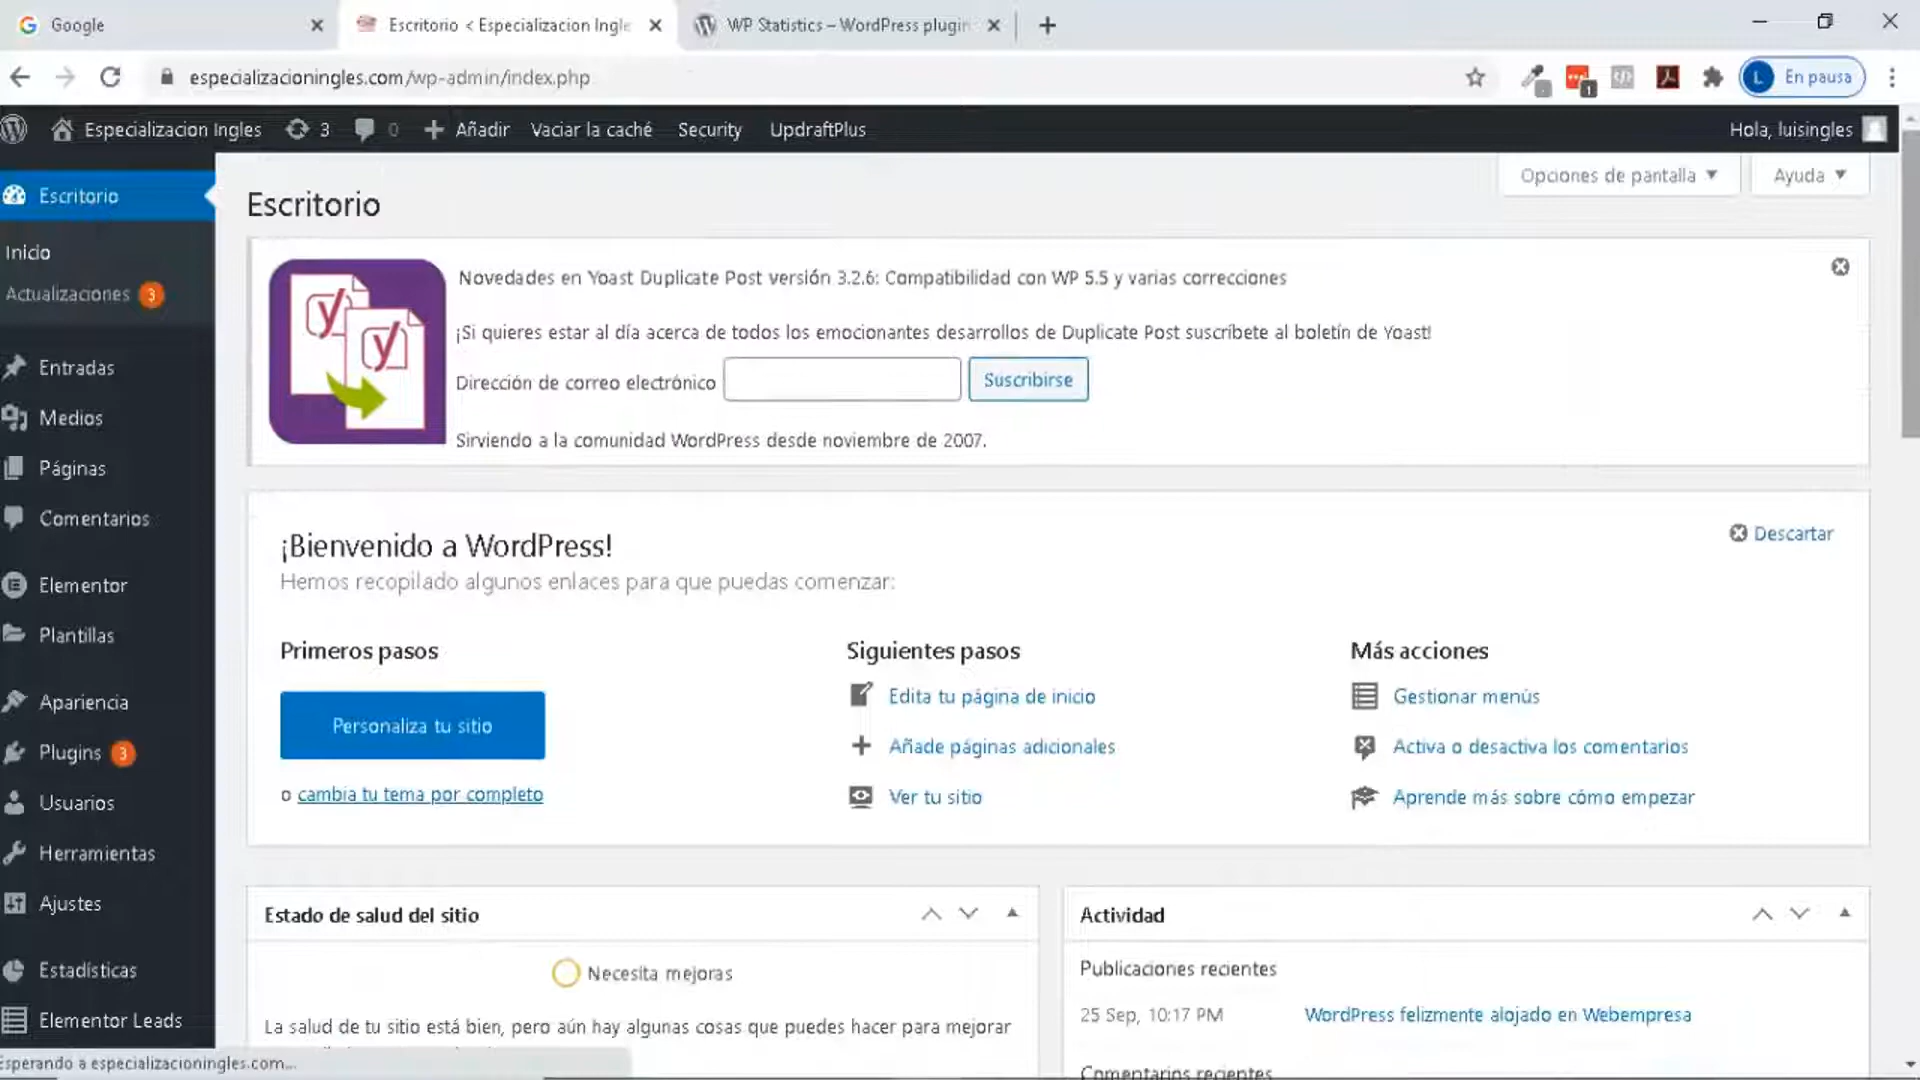 Google
Escritorio < Especializacion Ingle
WP Statistics – WordPress plugin
especializacioningles.com/wp-admin/index.php
1
L
En pausa
Especializacion Ingles
3
0
Añadir
Vaciar la caché
Security
UpdraftPlus
Hola, luisingles
Opciones de pantalla
Ayuda
Escritorio
Inicio
Actualizaciones 3
Entradas
Medios
Páginas
Comentarios
Elementor
Plantillas
Apariencia
Plugins 3
Usuarios
Herramientas
Ajustes
Estadísticas
Elementor Leads
Escritorio
Novedades en Yoast Duplicate Post versión 3.2.6: Compatibilidad con WP 5.5 y varias correcciones
¡Si quieres estar al día acerca de todos los emocionantes desarrollos de Duplicate Post suscríbete al boletín de Yoast!
Dirección de correo electrónico
Suscribirse
Sirviendo a la comunidad WordPress desde noviembre de 2007.
¡Bienvenido a WordPress!
Descartar
Hemos recopilado algunos enlaces para que puedas comenzar:
Primeros pasos
Personaliza tu sitio
o cambia tu tema por completo
Siguientes pasos
Edita tu página de inicio
Añade páginas adicionales
Ver tu sitio
Más acciones
Gestionar menús
Activa o desactiva los comentarios
Aprende más sobre cómo empezar
Estado de salud del sitio
Necesita mejoras
La salud de tu sitio está bien, pero aún hay algunas cosas que puedes hacer para mejorar
Actividad
Publicaciones recientes
25 Sep, 10:17 PM
WordPress felizmente alojado en Webempresa
Comentarios recientes
Esperando a especializacioningles.com...